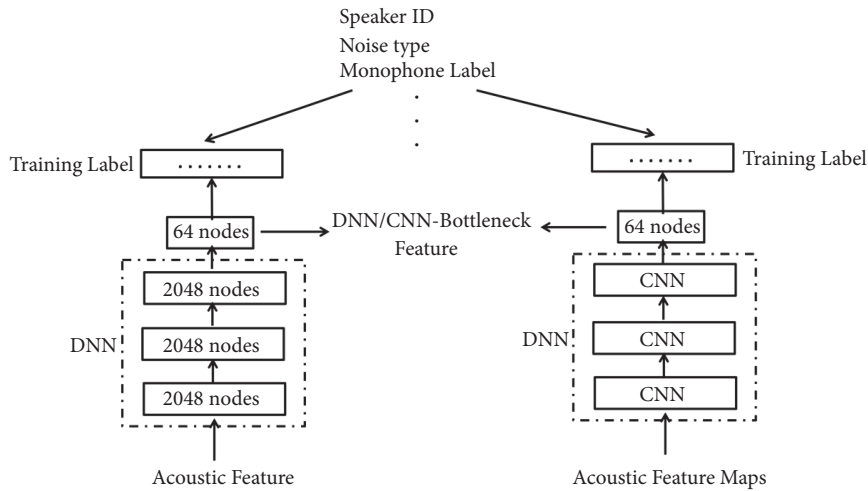 Speaker ID
Noise type
Monophone Label
.
.
.
Training Label
.......
.......
Training Label
64 nodes
DNN/CNN-Bottleneck
Feature
64 nodes
2048 nodes
CNN
DNN
2048 nodes
DNN
CNN
2048 nodes
CNN
Acoustic Feature
Acoustic Feature Maps